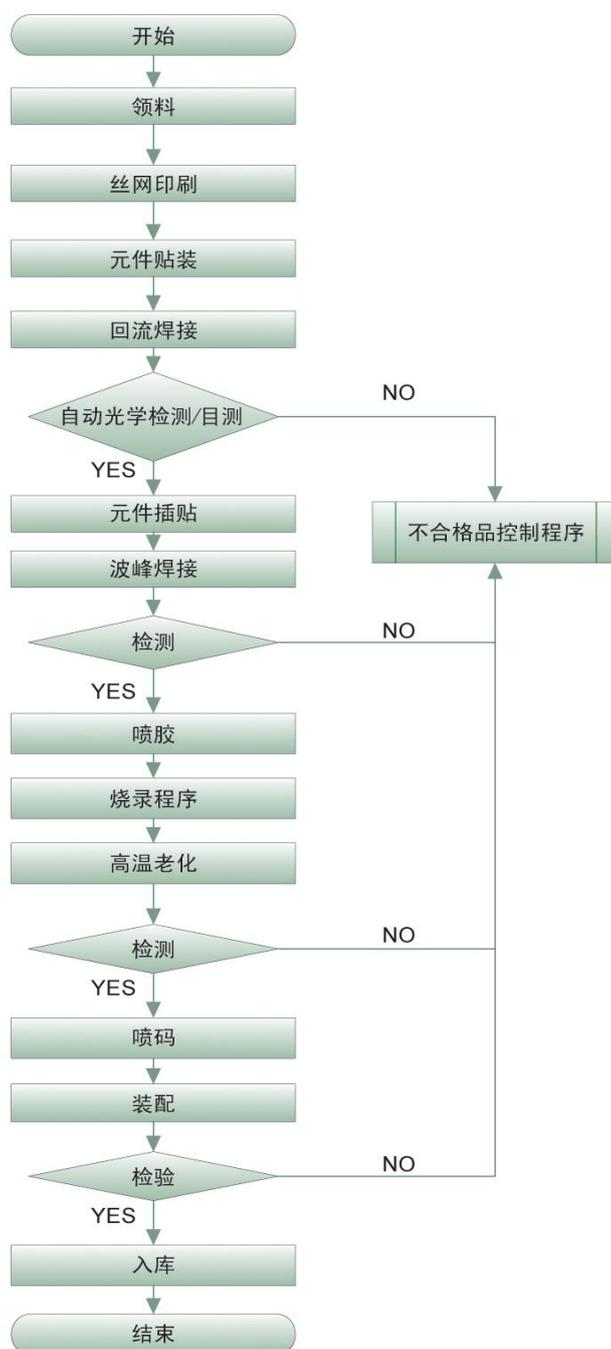 开始
领料
丝网印刷
元件贴装
回流焊接
自动光学检测/目测
NO
YES
元件插贴
不合格品控制程序
波峰焊接
检测
NO
YES
喷胶
烧录程序
高温老化
检测
NO
YES
喷码
装配
检验
NO
YES
入库
结束